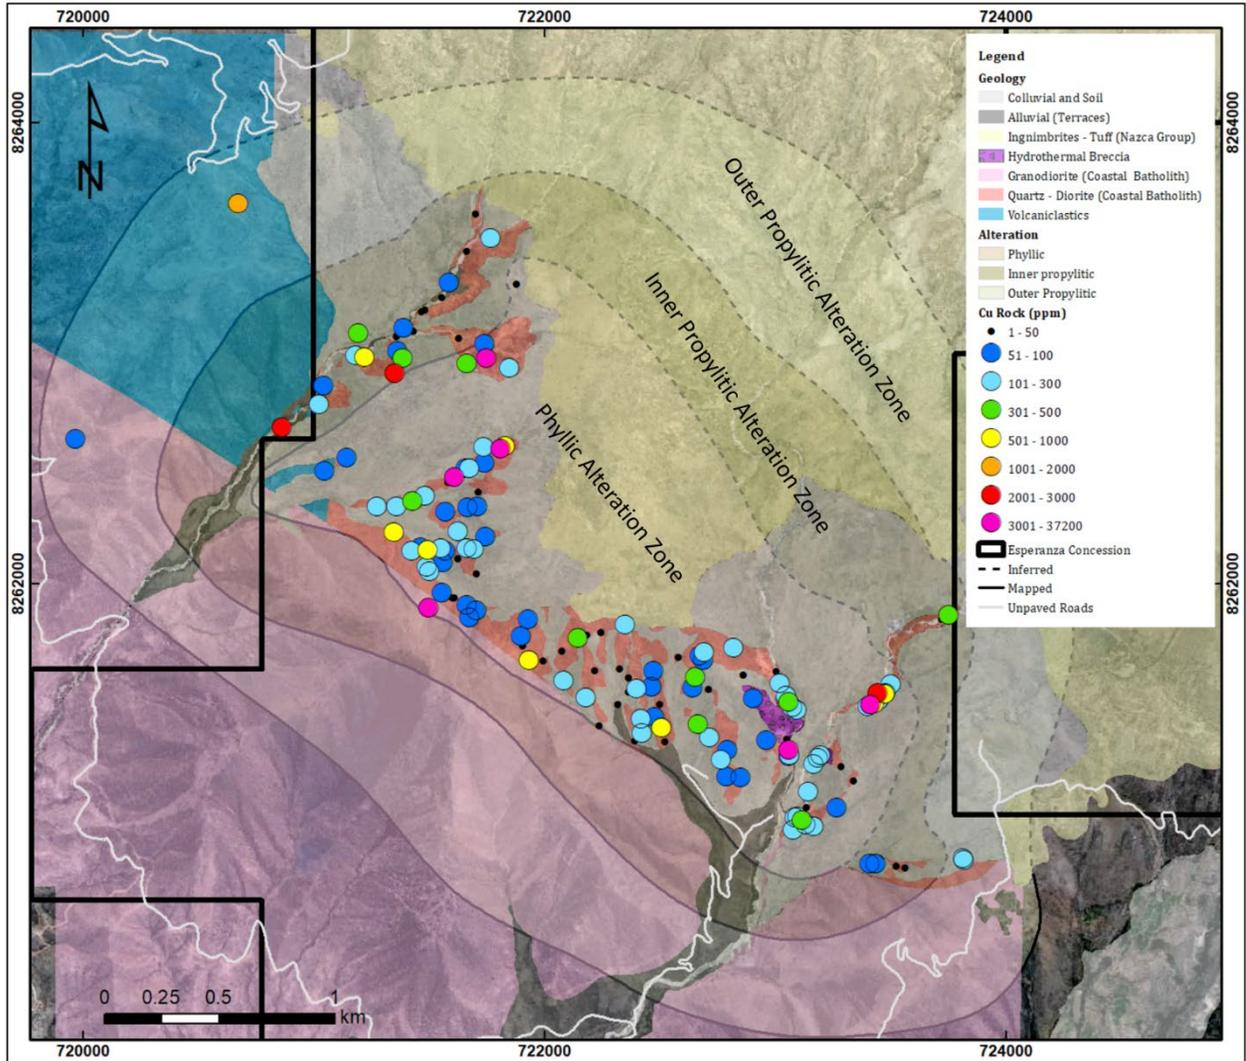 720000 722000 724000
8264000 8264000
Legend
Geology
Colluvial and Soil
Alluvial (Terraces)
Ingnimbrites - Tuff (Nazca Group)
Hydrothermal Breccia
Granodiorite (Coastal Batholith)
Quartz - Diorite (Coastal Batholith)
Volcaniclastics
Alteration
Phyllic
Inner propylitic
Outer Propylitic
Cu Rock (ppm)
1 - 50
51 - 100
101 - 300
301 - 500
501 - 1000
1001 - 2000
2001 - 3000
3001 - 37200
Esperanza Concession
Inferred
Mapped
Unpaved Roads
N
Outer Propylitic Alteration Zone
Inner Propylitic Alteration Zone
Phyllic Alteration Zone
8262000 8262000
0 0.25 0.5 1
km
720000 722000 724000